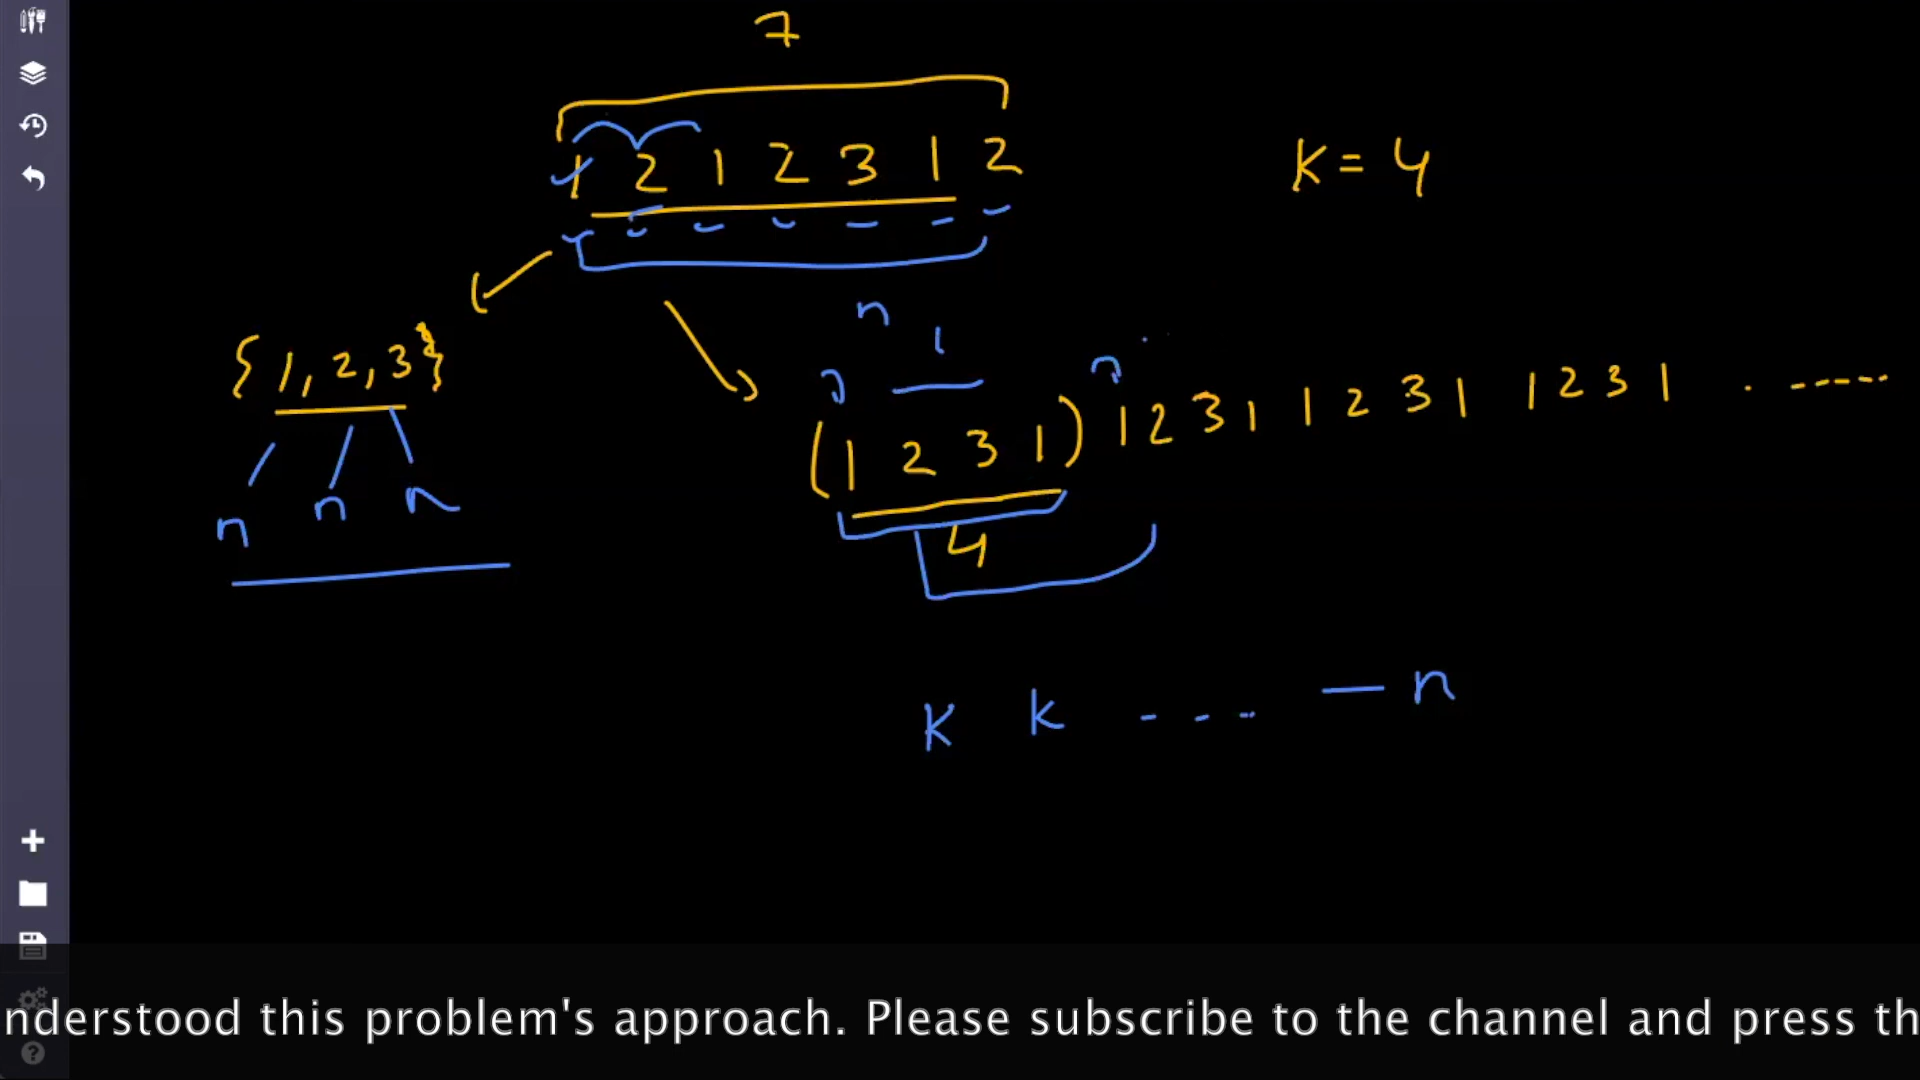 7
1 2 1 2 3 1 2
K = 4
n
{1, 2, 3}
(1 2 3 1) 1 2 3 1 1 2 3 1 1 2 3 1 . -----
n n n
4
K K --- — n
nderstood this problem's approach. Please subscribe to the channel and press th
?